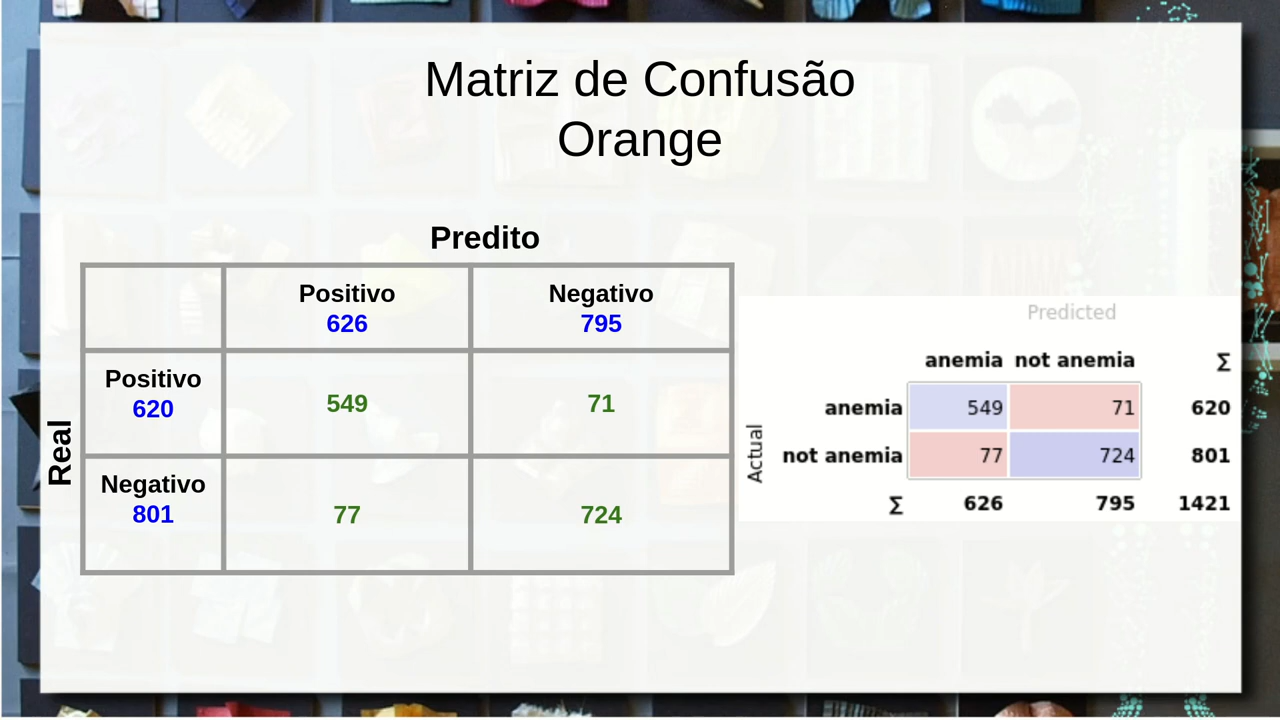 Matriz de Confusão
Orange
Predito
Positivo Negativo
626 795
Real
Positivo
620 549 71
Negativo
801 77 724
Predicted
anemia not anemia Σ
Actual
anemia 549 71 620
not anemia 77 724 801
Σ 626 795 1421